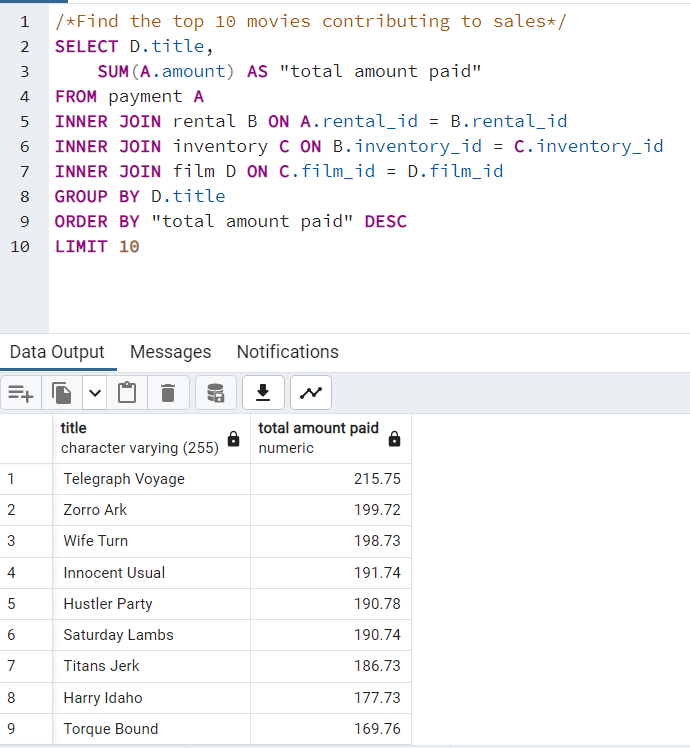 1 /*Find the top 10 movies contributing to sales*/
2 SELECT D.title,
3 SUM(A.amount) AS "total amount paid"
4 FROM payment A
5 INNER JOIN rental B ON A.rental_id = B.rental_id
6 INNER JOIN inventory C ON B.inventory_id = C.inventory_id
7 INNER JOIN film D ON C.film_id = D.film_id
8 GROUP BY D.title
9 ORDER BY "total amount paid" DESC
10 LIMIT 10
Data Output Messages Notifications
title total amount paid
character varying (255) numeric
1 Telegraph Voyage 215.75
2 Zorro Ark 199.72
3 Wife Turn 198.73
4 Innocent Usual 191.74
5 Hustler Party 190.78
6 Saturday Lambs 190.74
7 Titans Jerk 186.73
8 Harry Idaho 177.73
9 Torque Bound 169.76